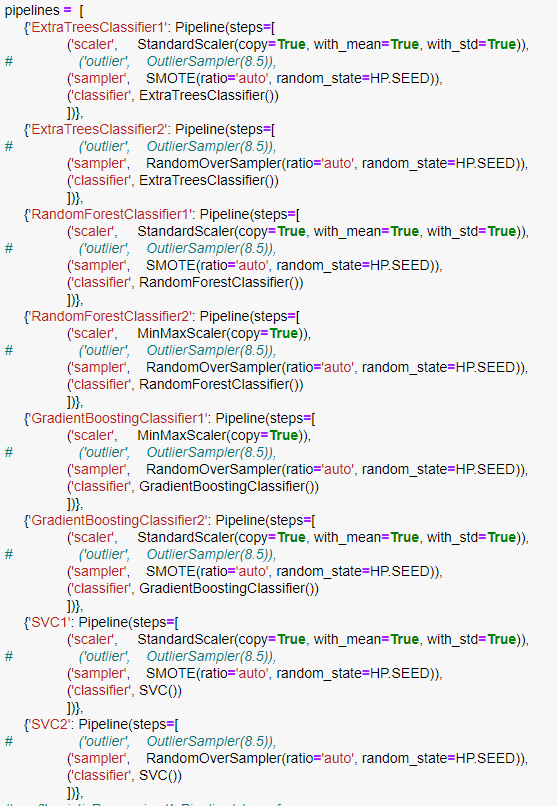 pipelines = [
    {'ExtraTreesClassifier1': Pipeline(steps=[
            ('scaler',    StandardScaler(copy=True, with_mean=True, with_std=True)),
#            ('outlier',    OutlierSampler(8.5)),
            ('sampler',    SMOTE(ratio='auto', random_state=HP.SEED)),
            ('classifier', ExtraTreesClassifier())
            ])},
    {'ExtraTreesClassifier2': Pipeline(steps=[
#            ('outlier',    OutlierSampler(8.5)),
            ('sampler',    RandomOverSampler(ratio='auto', random_state=HP.SEED)),
            ('classifier', ExtraTreesClassifier())
            ])},
    {'RandomForestClassifier1': Pipeline(steps=[
            ('scaler',    StandardScaler(copy=True, with_mean=True, with_std=True)),
#            ('outlier',    OutlierSampler(8.5)),
            ('sampler',    SMOTE(ratio='auto', random_state=HP.SEED)),
            ('classifier', RandomForestClassifier())
            ])},
    {'RandomForestClassifier2': Pipeline(steps=[
            ('scaler',    MinMaxScaler(copy=True)),
#            ('outlier',    OutlierSampler(8.5)),
            ('sampler',    RandomOverSampler(ratio='auto', random_state=HP.SEED)),
            ('classifier', RandomForestClassifier())
            ])},
    {'GradientBoostingClassifier1': Pipeline(steps=[
            ('scaler',    MinMaxScaler(copy=True)),
#            ('outlier',    OutlierSampler(8.5)),
            ('sampler',    RandomOverSampler(ratio='auto', random_state=HP.SEED)),
            ('classifier', GradientBoostingClassifier())
            ])},
    {'GradientBoostingClassifier2': Pipeline(steps=[
            ('scaler',    StandardScaler(copy=True, with_mean=True, with_std=True)),
#            ('outlier',    OutlierSampler(8.5)),
            ('sampler',    SMOTE(ratio='auto', random_state=HP.SEED)),
            ('classifier', GradientBoostingClassifier())
            ])},
    {'SVC1': Pipeline(steps=[
            ('scaler',    StandardScaler(copy=True, with_mean=True, with_std=True)),
#            ('outlier',    OutlierSampler(8.5)),
            ('sampler',    SMOTE(ratio='auto', random_state=HP.SEED)),
            ('classifier', SVC())
            ])},
    {'SVC2': Pipeline(steps=[
#            ('outlier',    OutlierSampler(8.5)),
            ('sampler',    RandomOverSampler(ratio='auto', random_state=HP.SEED)),
            ('classifier', SVC())
            ])},